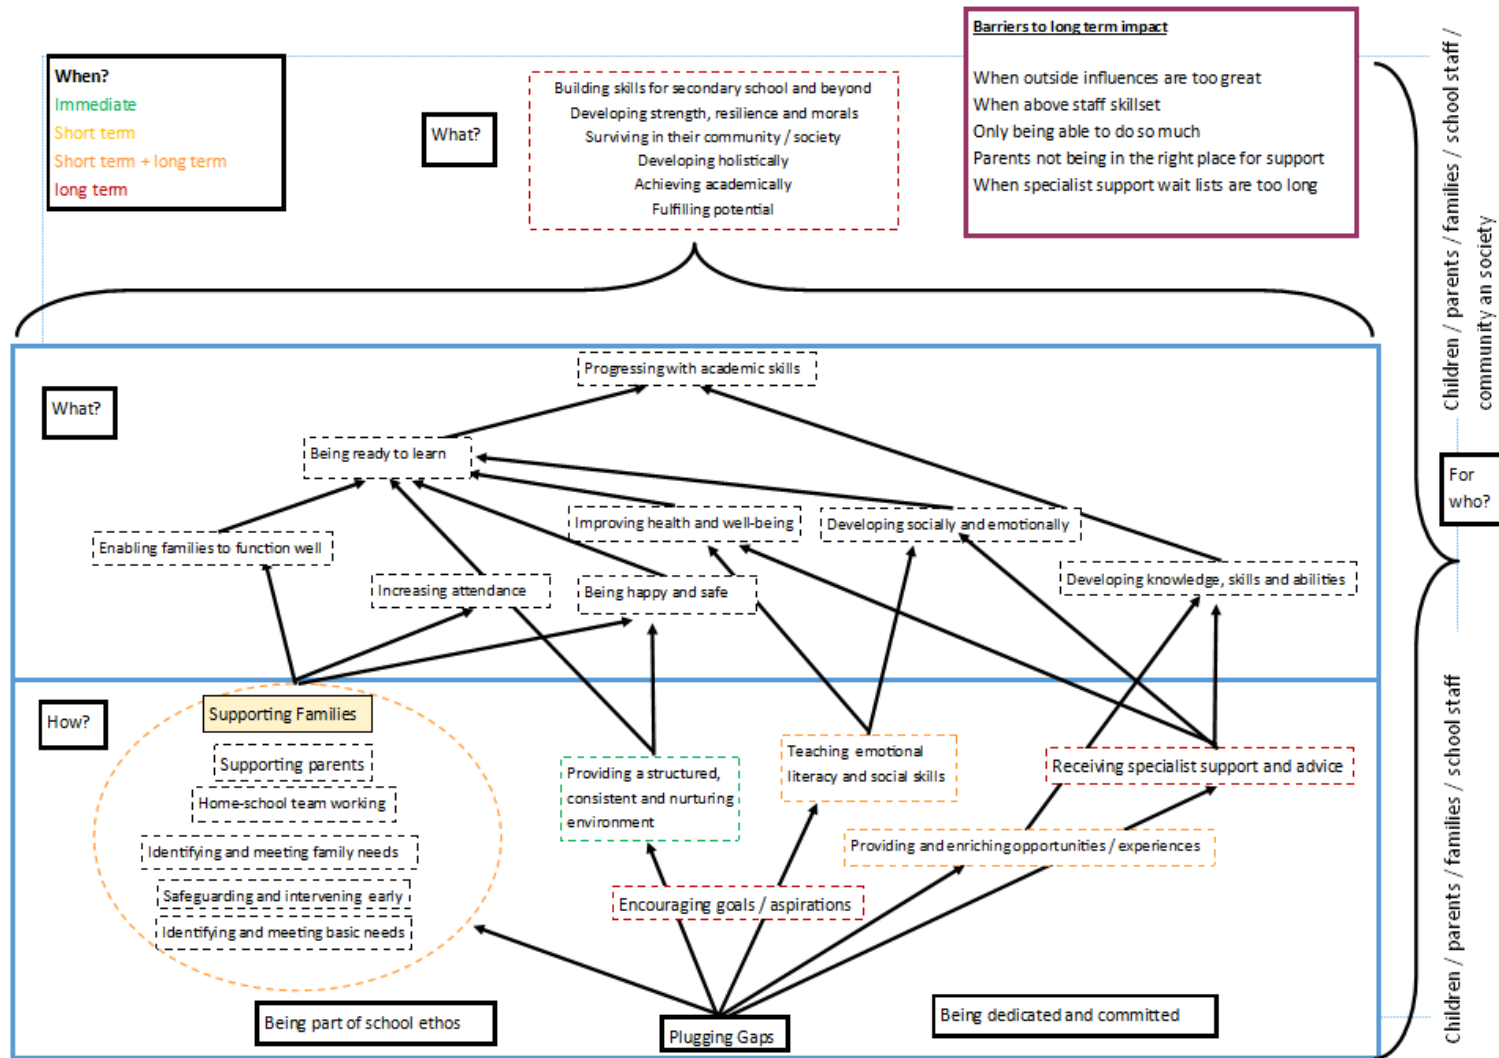 When?
Immediate
Short term
Short term + long term
long term
What?
Building skills for secondary school and beyond
Developing strength, resilience and morals
Surviving in their community / society
Developing holistically
Achieving academically
Fulfilling potential
Barriers to long term impact
When outside influences are too great
When above staff skillset
Only being able to do so much
Parents not being in the right place for support
When specialist support wait lists are too long
Children / parents / families / school staff /
community an society
What?
Progressing with academic skills
Being ready to learn
Improving health and well-being
Developing socially and emotionally
Enabling families to function well
Increasing attendance
Being happy and safe
Developing knowledge, skills and abilities
For
who?
How?
Supporting Families
Supporting parents
Home-school team working
Identifying and meeting family needs
Safeguarding and intervening early
Identifying and meeting basic needs
Providing a structured,
consistent and nurturing
environment
Teaching emotional
literacy and social skills
Receiving specialist support and advice
Providing and enriching opportunities / experiences
Encouraging goals / aspirations
Being part of school ethos
Plugging Gaps
Being dedicated and committed
Children / parents / families / school staff